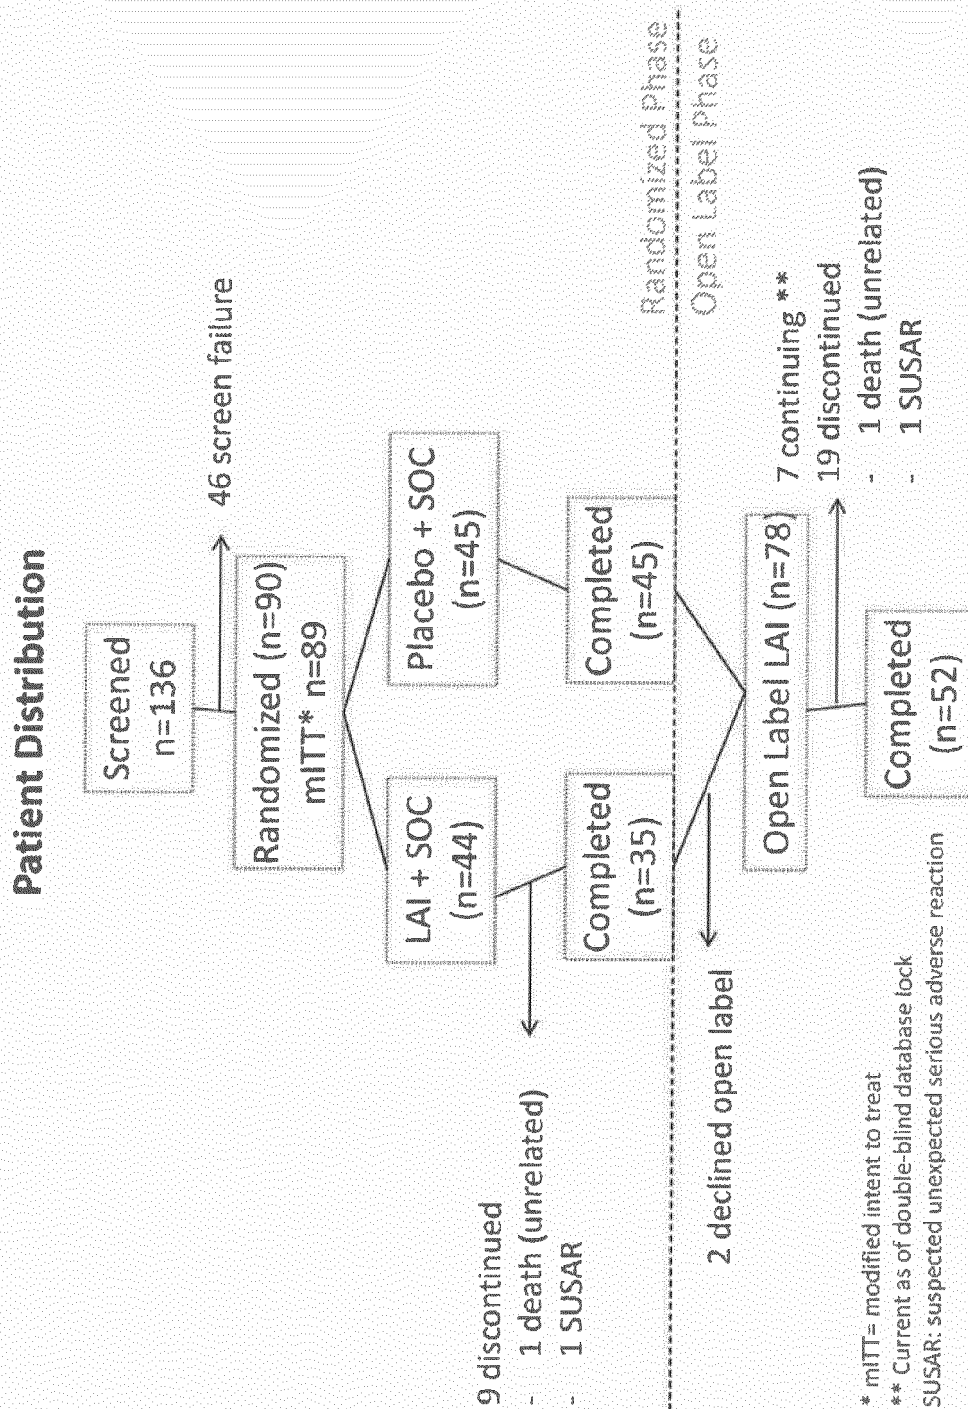 Patient Distribution
Screened
n=136
46 screen failure
Randomized (n=90)
mITT* n=89
LAI + SOC
(n=44)
Placebo + SOC
(n=45)
9 discontinued
- 1 death (unrelated)
- 1 SUSAR
Completed
(n=35)
Completed
(n=45)
Randomized Phase
Open Label Phase
2 declined open label
Open Label LAI (n=78)
7 continuing **
19 discontinued
- 1 death (unrelated)
- 1 SUSAR
Completed
(n=52)
* mITT= modified intent to treat
** Current as of double-blind database lock
SUSAR: suspected unexpected serious adverse reaction